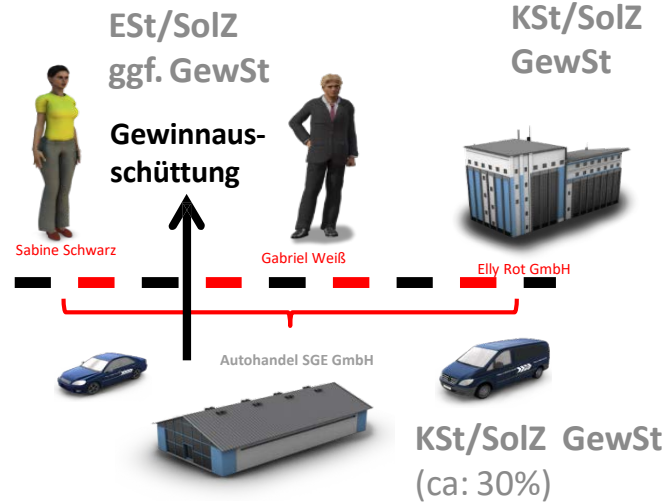 ESt/SolZ
ggf. GewSt
KSt/SolZ
GewSt
Gewinnaus-
schüttung
Sabine Schwarz
Gabriel Weiß
Elly Rot GmbH
Autohandel SGE GmbH
KSt/SolZ GewSt
(ca: 30%)